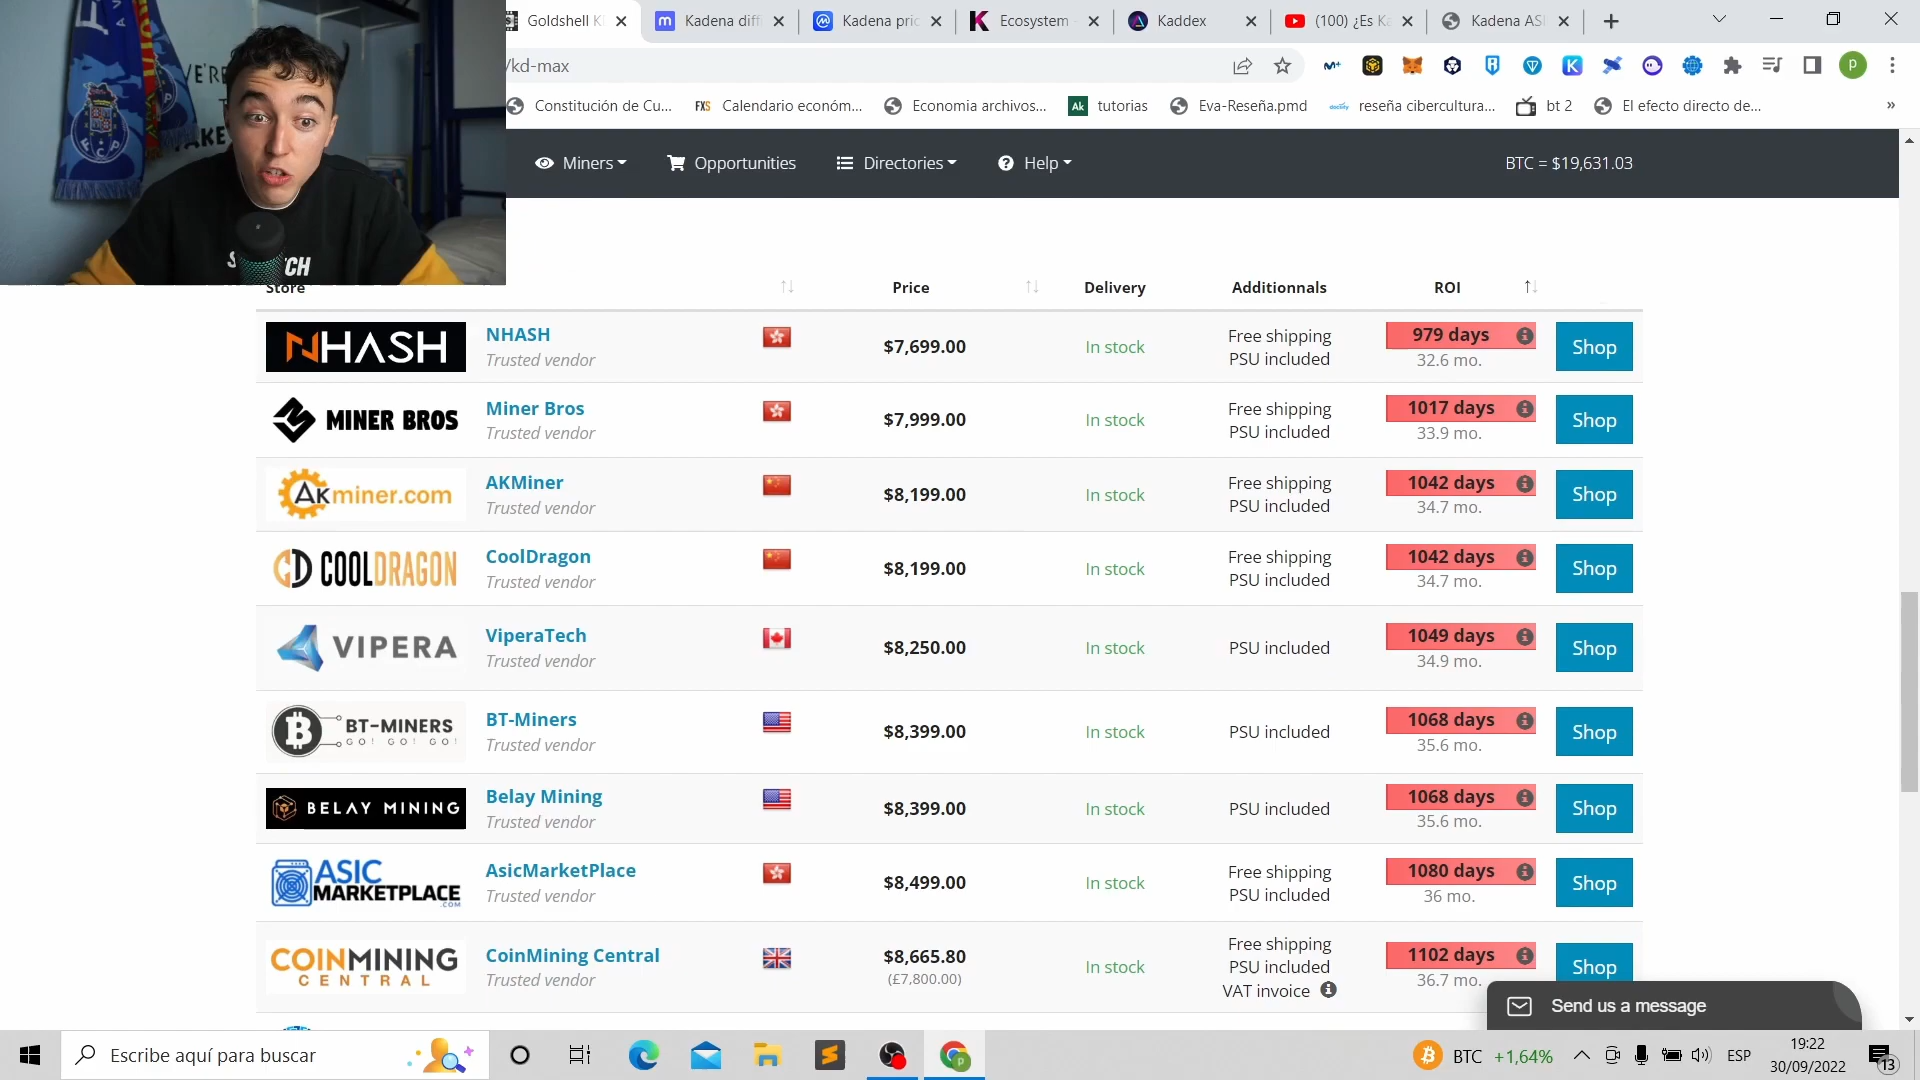 Goldshell K
Kadena diff
Kadena pric
Ecosystem -
Kaddex
(100) ¿Es Ka
Kadena ASI
/kd-max
Constitución de Cu...
Calendario económ...
Economia archivos...
tutorias
Eva-Reseña.pmd
reseña cibercultura...
bt 2
El efecto directo de...
»
Miners
Opportunities
Directories
Help
BTC = $19,631.03
Store
Price
Delivery
Additionnals
ROI
NHASH
NHASH
Trusted vendor
$7,699.00
In stock
Free shipping
PSU included
979 days
32.6 mo.
Shop
MINER BROS
Miner Bros
Trusted vendor
$7,999.00
In stock
Free shipping
PSU included
1017 days
33.9 mo.
Shop
AKminer.com
AKMiner
Trusted vendor
$8,199.00
In stock
Free shipping
PSU included
1042 days
34.7 mo.
Shop
COOLDRAGON
CoolDragon
Trusted vendor
$8,199.00
In stock
Free shipping
PSU included
1042 days
34.7 mo.
Shop
VIPERA
ViperaTech
Trusted vendor
$8,250.00
In stock
PSU included
1049 days
34.9 mo.
Shop
BT-MINERS
GO! GO! GO!
BT-Miners
Trusted vendor
$8,399.00
In stock
PSU included
1068 days
35.6 mo.
Shop
BELAY MINING
Belay Mining
Trusted vendor
$8,399.00
In stock
PSU included
1068 days
35.6 mo.
Shop
ASIC
MARKETPLACE
.COM
AsicMarketPlace
Trusted vendor
$8,499.00
In stock
Free shipping
PSU included
1080 days
36 mo.
Shop
COINMINING
CENTRAL
CoinMining Central
Trusted vendor
$8,665.80
(£7,800.00)
In stock
Free shipping
PSU included
VAT invoice
1102 days
36.7 mo.
Shop
Send us a message
Escribe aquí para buscar
BTC +1,64%
ESP
19:22
30/09/2022
13